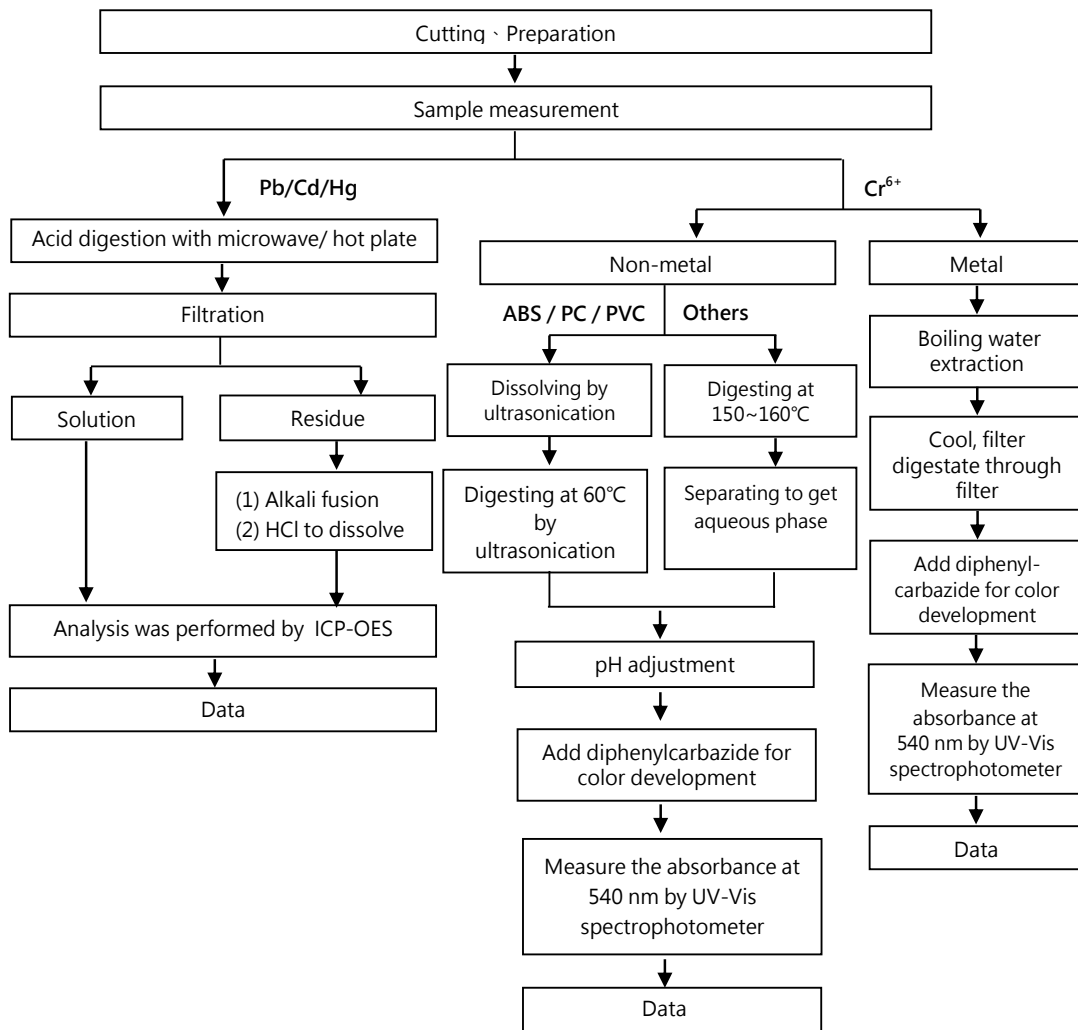 Cutting、Preparation
Sample measurement
Pb/Cd/Hg
Cr⁶⁺
Acid digestion with microwave/ hot plate
Filtration
Solution
Residue
(1) Alkali fusion
(2) HCl to dissolve
Analysis was performed by ICP-OES
Data
Non-metal
ABS / PC / PVC
Others
Dissolving by
ultrasonication
Digesting at
150~160℃
Digesting at 60℃
by
ultrasonication
Separating to get
aqueous phase
pH adjustment
Add diphenylcarbazide for
color development
Measure the absorbance at
540 nm by UV-Vis
spectrophotometer
Data
Metal
Boiling water
extraction
Cool, filter
digestate through
filter
Add diphenyl-
carbazide for color
development
Measure the
absorbance at
540 nm by UV-Vis
spectrophotometer
Data